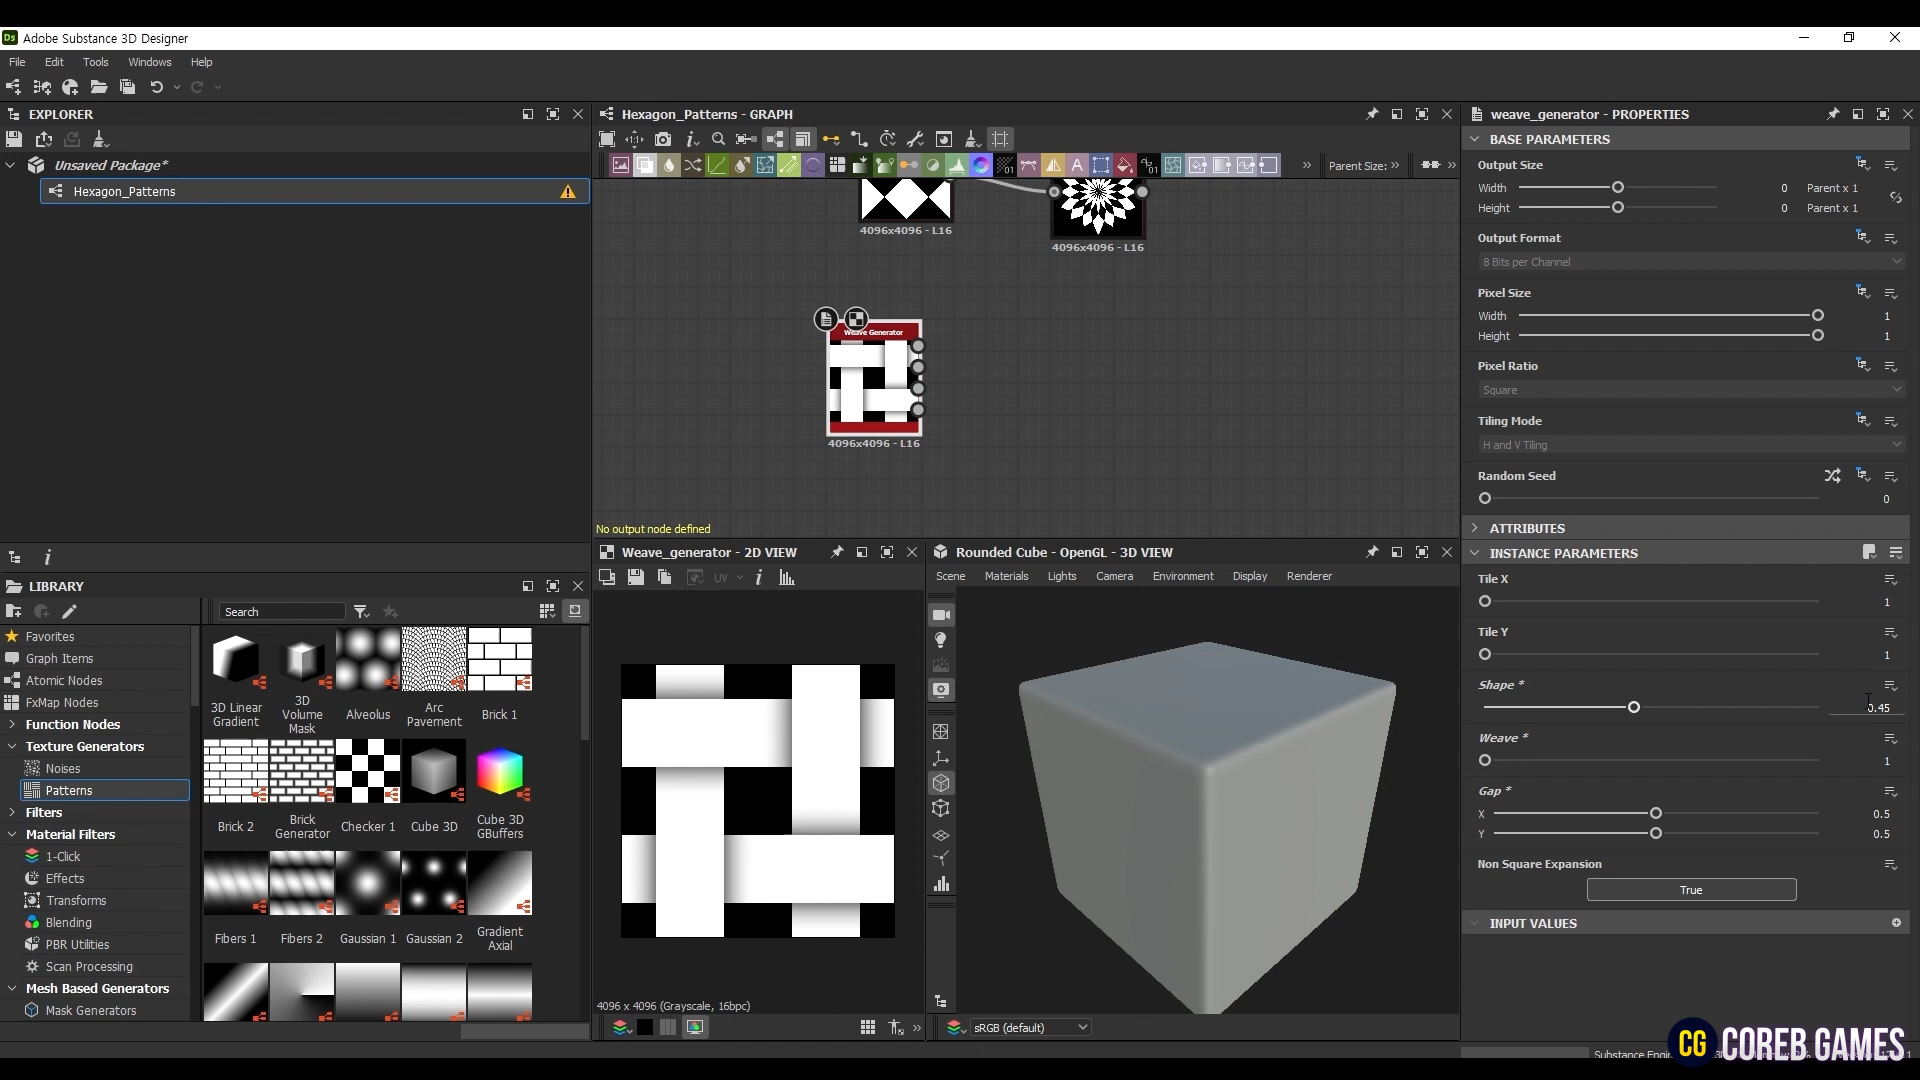 Ds Adobe Substance 3D Designer
File Edit Tools Windows Help
EXPLORER
Unsaved Package*
Hexagon_Patterns
LIBRARY
Search
Favorites
Graph Items
Atomic Nodes
FxMap Nodes
Function Nodes
Texture Generators
Noises
Patterns
Filters
Material Filters
1-Click
Effects
Transforms
Blending
PBR Utilities
Scan Processing
Mesh Based Generators
Mask Generators
3D Linear Gradient
3D Volume Mask
Alveolus
Arc Pavement
Brick 1
Brick 2
Brick Generator
Checker 1
Cube 3D
Cube 3D GBuffers
Fibers 1
Fibers 2
Gaussian 1
Gaussian 2
Gradient Axial
Hexagon_Patterns - GRAPH
Parent Size:
4096x4096 - L16
4096x4096 - L16
Weave Generator
4096x4096 - L16
No output node defined
Weave_generator - 2D VIEW
UV
4096 x 4096 (Grayscale, 16bpc)
Rounded Cube - OpenGL - 3D VIEW
Scene Materials Lights Camera Environment Display Renderer
sRGB (default)
weave_generator - PROPERTIES
BASE PARAMETERS
Output Size
Width 0 Parent x 1
Height 0 Parent x 1
Output Format
8 Bits per Channel
Pixel Size
Width 1
Height 1
Pixel Ratio
Square
Tiling Mode
H and V Tiling
Random Seed
0
ATTRIBUTES
INSTANCE PARAMETERS
Tile X
1
Tile Y
1
Shape *
0.45
Weave *
1
Gap *
X 0.5
Y 0.5
Non Square Expansion
True
INPUT VALUES
CG COREB GAMES